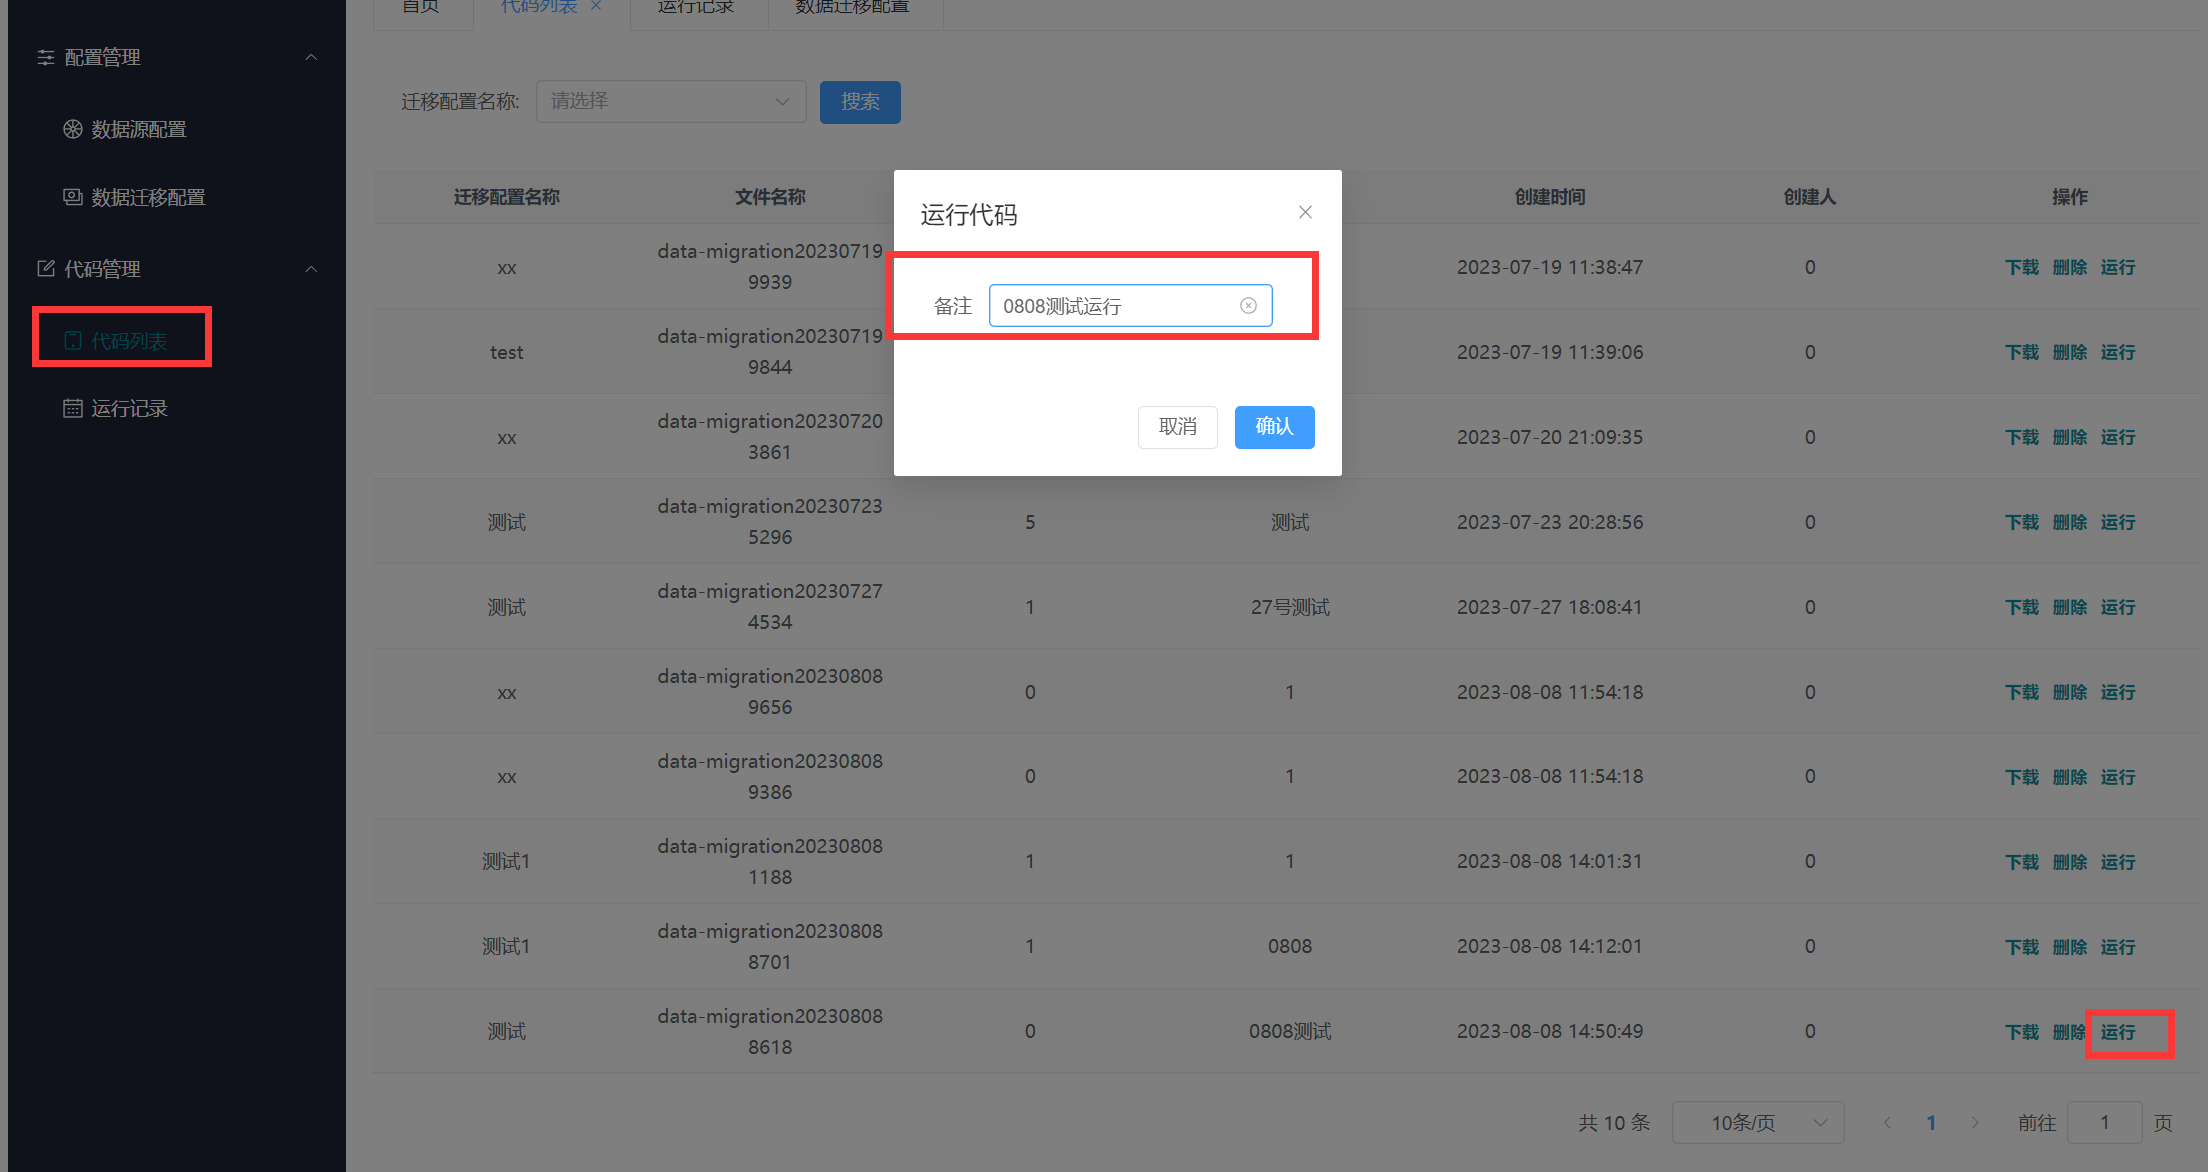 首页 代码列表 × 运行记录 数据迁移配置
配置管理
数据源配置
数据迁移配置
代码管理
代码列表
运行记录
迁移配置名称: 请选择 搜索
迁移配置名称 文件名称 创建时间 创建人 操作
xx data-migration20230719 2023-07-19 11:38:47 0 下载 删除 运行
9939
test data-migration20230719 2023-07-19 11:39:06 0 下载 删除 运行
9844
xx data-migration20230720 2023-07-20 21:09:35 0 下载 删除 运行
3861
测试 data-migration20230723 5 测试 2023-07-23 20:28:56 0 下载 删除 运行
5296
测试 data-migration20230727 1 27号测试 2023-07-27 18:08:41 0 下载 删除 运行
4534
xx data-migration20230808 0 1 2023-08-08 11:54:18 0 下载 删除 运行
9656
xx data-migration20230808 0 1 2023-08-08 11:54:18 0 下载 删除 运行
9386
测试1 data-migration20230808 1 1 2023-08-08 14:01:31 0 下载 删除 运行
1188
测试1 data-migration20230808 1 0808 2023-08-08 14:12:01 0 下载 删除 运行
8701
测试 data-migration20230808 0 0808测试 2023-08-08 14:50:49 0 下载 删除 运行
8618
共 10 条 10条/页 1 前往 1 页
运行代码
备注 0808测试运行
取消 确认